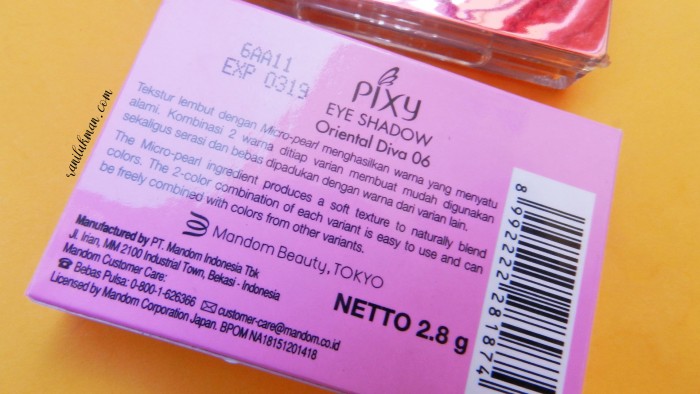 6AA11
EXP 0319
PIXY
EYE SHADOW
Oriental Diva 06
Tekstur lembut dengan Micro-pearl menghasilkan warna yang menyatu
alami. Kombinasi 2 warna ditiap varian membuat mudah digunakan
sekaligus serasi dan bebas dipadukan dengan warna dari varian lain.
The Micro-pearl ingredient produces a soft texture to naturally blend
colors. The 2-color combination of each variant is easy to use and can
be freely combined with colors from other variants.
Mandom Beauty, TOKYO
Manufactured by PT. Mandom Indonesia Tbk
Jl. Irian, MM 2100 Industrial Town, Bekasi - Indonesia
Mandom Customer Care:
Bebas Pulsa: 0-800-1-626366 customer-care@mandom.co.id
Licensed by Mandom Corporation Japan. BPOM NA18151201418
NETTO 2.8 g
8 992222 281874
ranilukman.com